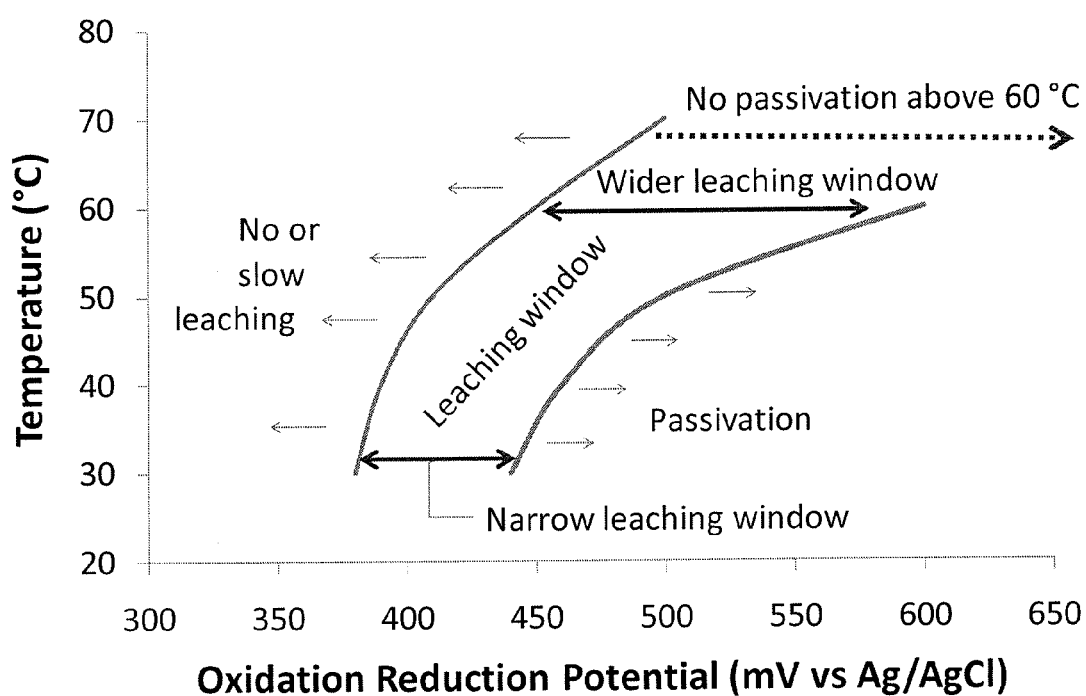 80
70
60
50
40
30
20
Temperature (°C)
300
350
400
450
500
550
600
650
Oxidation Reduction Potential (mV vs Ag/AgCl)
No passivation above 60 °C
Wider leaching window
No or
slow
leaching
Leaching window
Passivation
Narrow leaching window